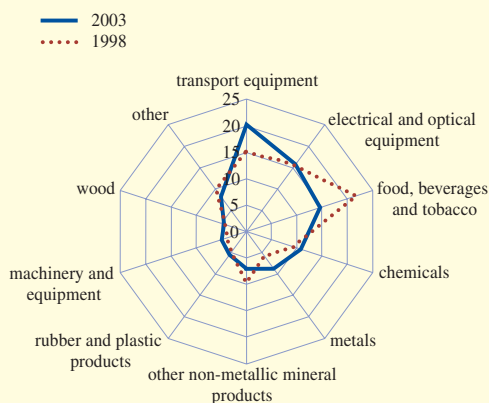 2003
1998
transport equipment
25
20
15
10
5
0
electrical and optical
equipment
food, beverages
and tobacco
chemicals
metals
other non-metallic mineral
products
rubber and plastic
products
machinery and
equipment
wood
other